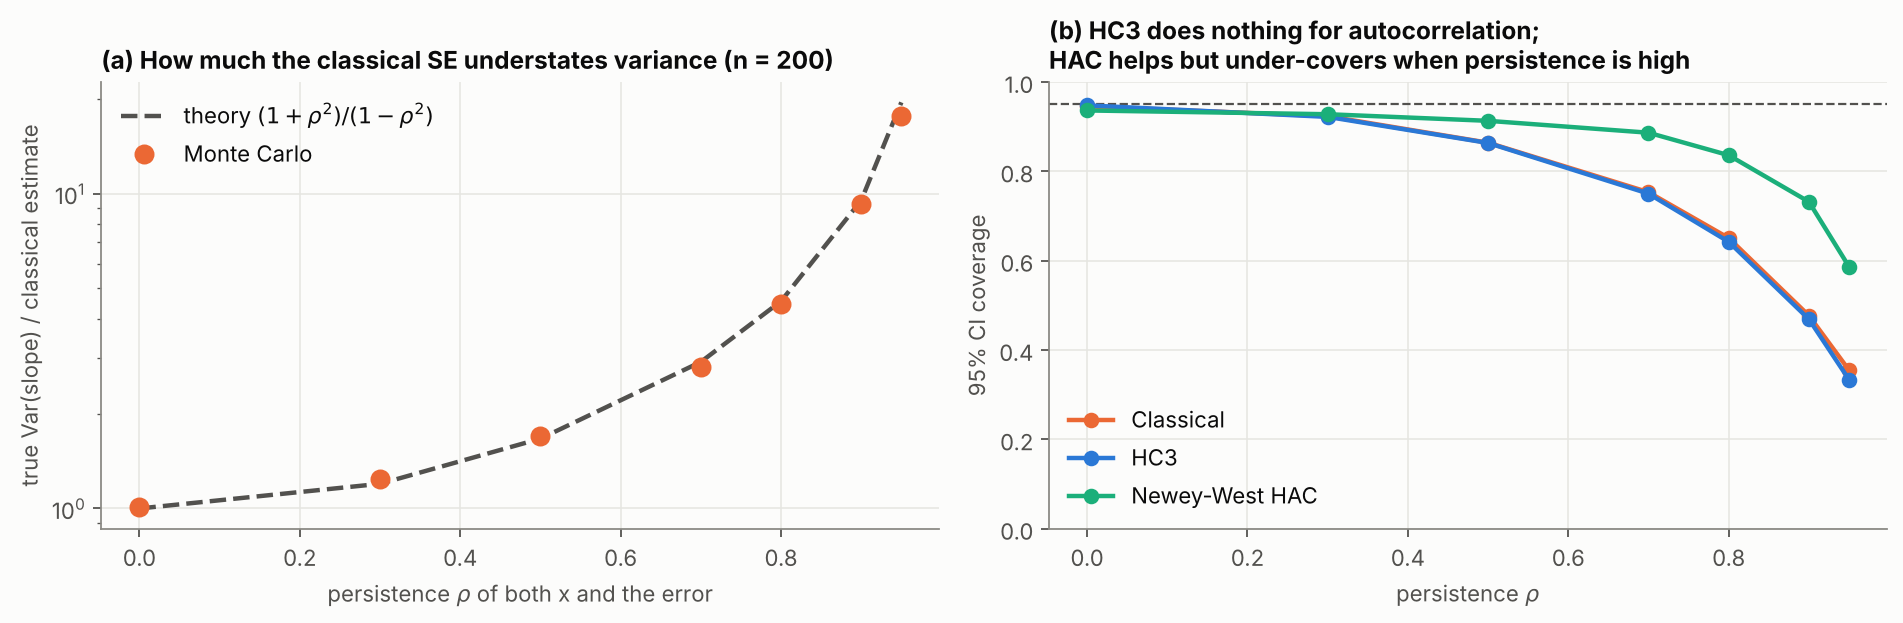 (a) How much the classical SE understates variance (n = 200)
theory (1 + ρ²)/(1 − ρ²)
Monte Carlo
true Var(slope) / classical estimate
10¹
10⁰
0.0 0.2 0.4 0.6 0.8
persistence ρ of both x and the error
(b) HC3 does nothing for autocorrelation;
HAC helps but under-covers when persistence is high
95% CI coverage
1.0
0.8
0.6
0.4
0.2
0.0
Classical
HC3
Newey-West HAC
0.0 0.2 0.4 0.6 0.8
persistence ρ